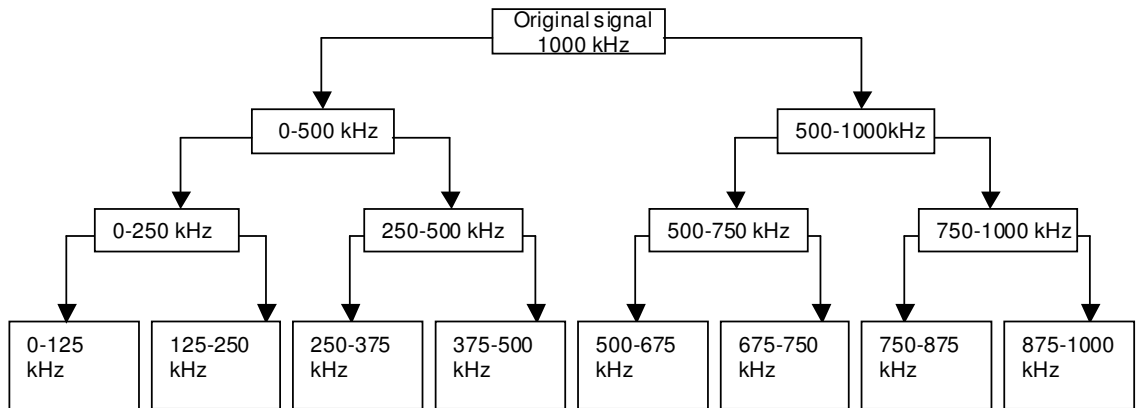 Original signal
1000 kHz
0-500 kHz
500-1000kHz
0-250 kHz
250-500 kHz
500-750 kHz
750-1000 kHz
0-125
kHz
125-250
kHz
250-375
kHz
375-500
kHz
500-675
kHz
675-750
kHz
750-875
kHz
875-1000
kHz